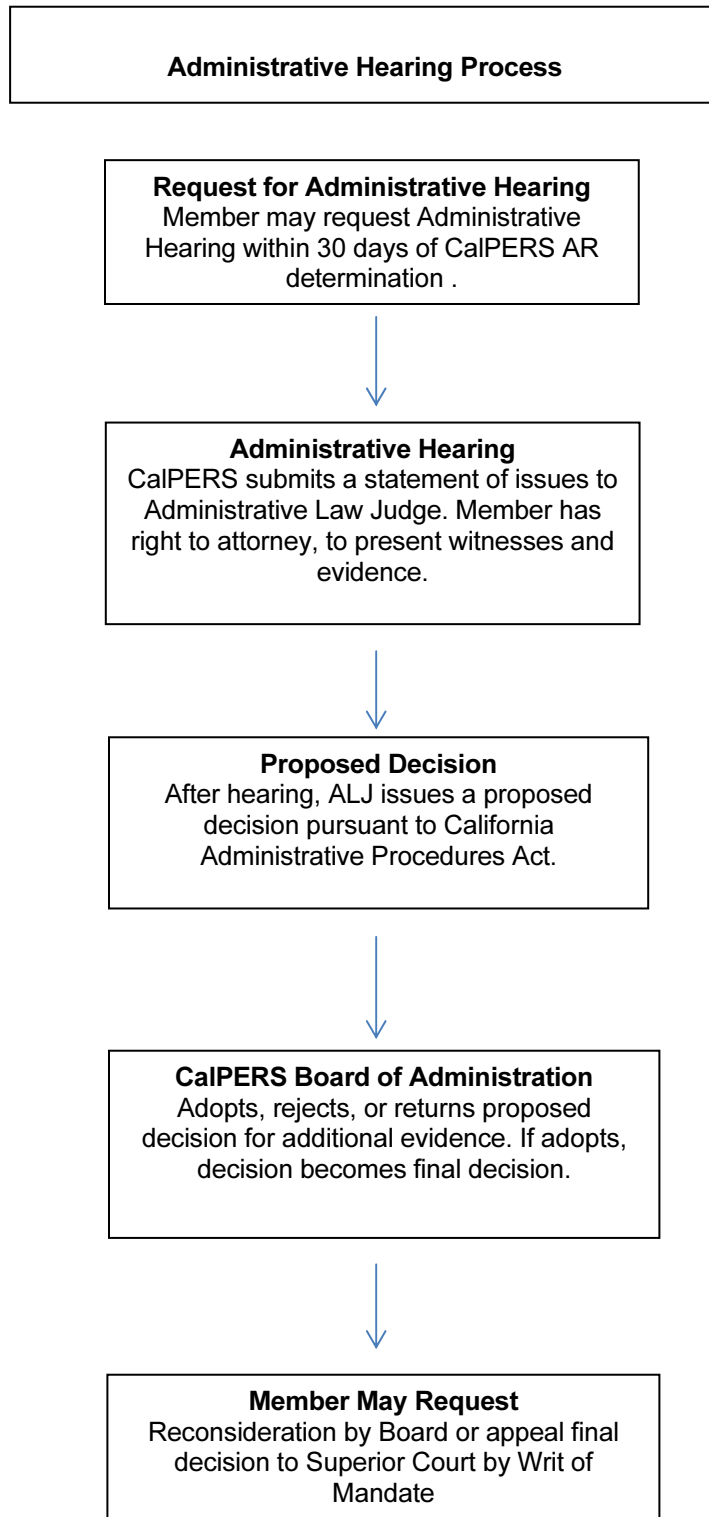 Administrative Hearing Process
Request for Administrative Hearing
Member may request Administrative
Hearing within 30 days of CalPERS AR
determination .
Administrative Hearing
CalPERS submits a statement of issues to
Administrative Law Judge. Member has
right to attorney, to present witnesses and
evidence.
Proposed Decision
After hearing, ALJ issues a proposed
decision pursuant to California
Administrative Procedures Act.
CalPERS Board of Administration
Adopts, rejects, or returns proposed
decision for additional evidence. If adopts,
decision becomes final decision.
Member May Request
Reconsideration by Board or appeal final
decision to Superior Court by Writ of
Mandate